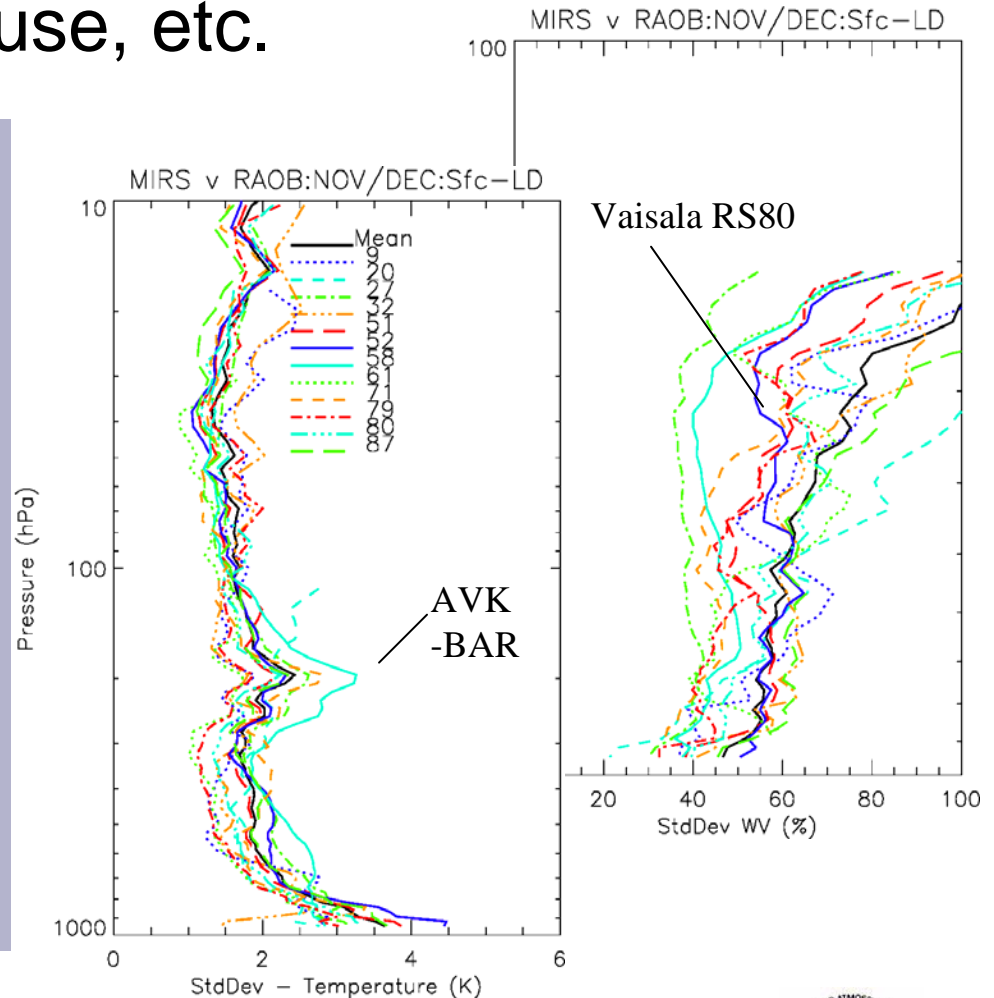 use, etc.
MIRS v RAOB:NOV/DEC:Sfc-LD
100
MIRS v RAOB:NOV/DEC:Sfc-LD
10
Vaisala RS80
Mean
9
20
27
32
51
52
58
61
71
79
80
87
Pressure (hPa)
100
AVK
-BAR
20 40 60 80 100
StdDev WV (%)
1000
0 2 4 6
StdDev - Temperature (K)